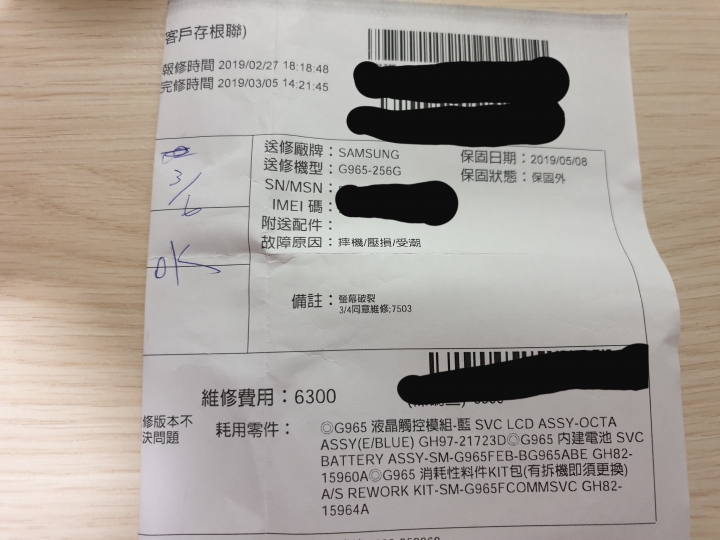 客戶存根聯)
報修時間 2019/02/27 18:18:48
完修時間 2019/03/05 14:21:45
3/6
OK
送修廠牌：SAMSUNG
送修機型：G965-256G
SN/MSN：
IMEI 碼：
附送配件：
故障原因：摔機/壓損/受潮
保固日期：2019/05/08
保固狀態：保固外
備註：螢幕破裂
3/4同意維修;7503
維修費用：6300
修版本不
決問題
耗用零件：
◎G965 液晶觸控模組-藍 SVC LCD ASSY-OCTA
ASSY(E/BLUE) GH97-21723D◎G965 內建電池 SVC
BATTERY ASSY-SM-G965FEB-BG965ABE GH82-
15960A◎G965 消耗性料件KIT包(有拆機即須更換)
A/S REWORK KIT-SM-G965FCOMMSVC GH82-
15964A